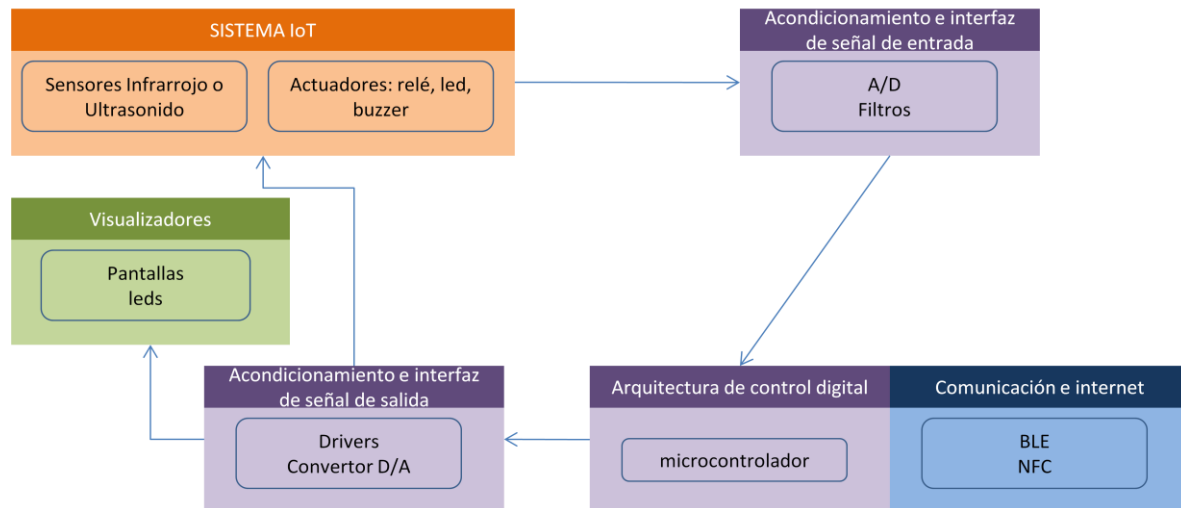 SISTEMA IoT
Sensores Infrarrojo o
Ultrasonido
Actuadores: relé, led,
buzzer
Acondicionamiento e interfaz
de señal de entrada
A/D
Filtros
Visualizadores
Pantallas
leds
Acondicionamiento e interfaz
de señal de salida
Drivers
Convertor D/A
Arquitectura de control digital
microcontrolador
Comunicación e internet
BLE
NFC